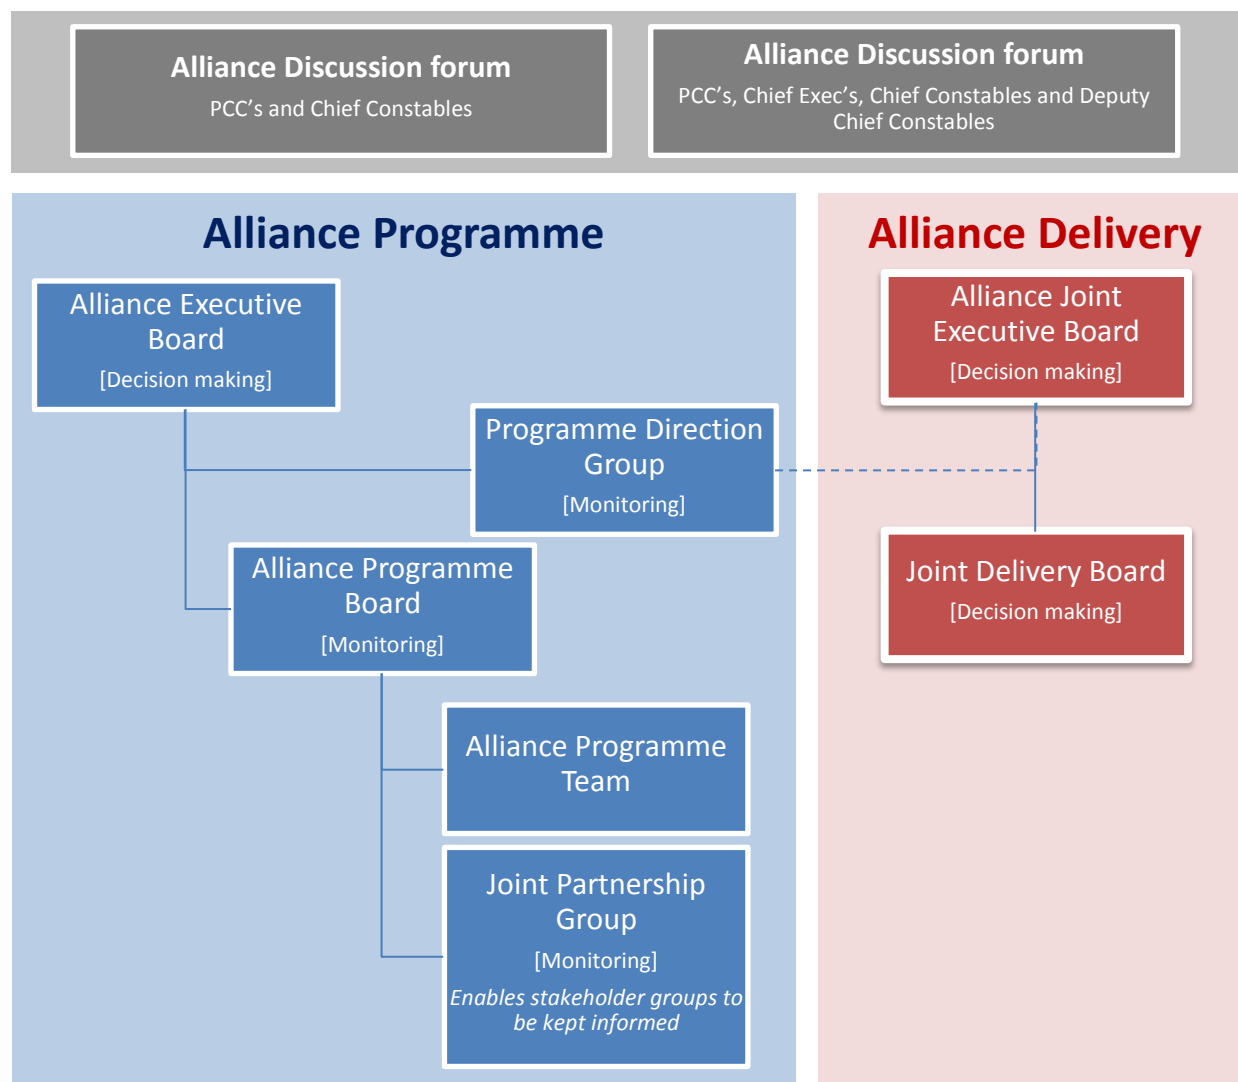 Alliance Discussion forum
PCC’s and Chief Constables
Alliance Discussion forum
PCC’s, Chief Exec’s, Chief Constables and Deputy
Chief Constables
Alliance Programme
Alliance Executive
Board
[Decision making]
Programme Direction
Group
[Monitoring]
Alliance Programme
Board
[Monitoring]
Alliance Programme
Team
Joint Partnership
Group
[Monitoring]
Enables stakeholder groups to
be kept informed
Alliance Delivery
Alliance Joint
Executive Board
[Decision making]
Joint Delivery Board
[Decision making]